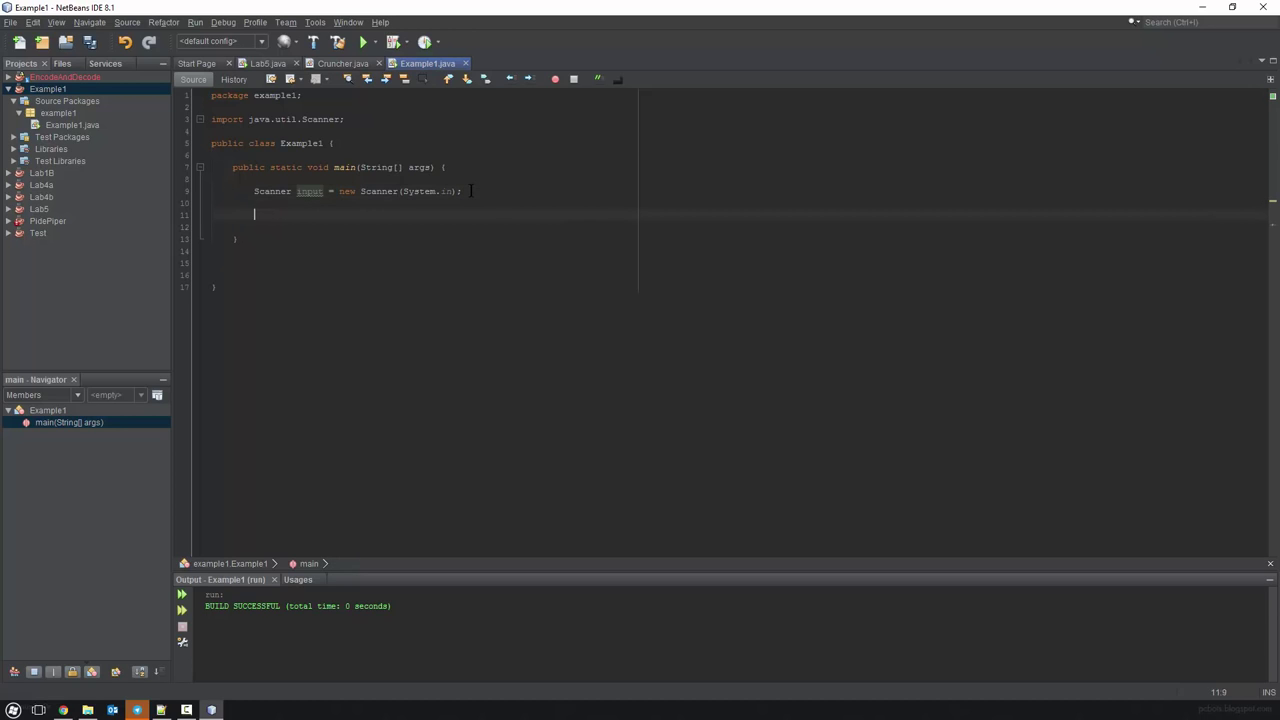 Example1 - NetBeans IDE 8.1
File Edit View Navigate Source Refactor Run Debug Profile Team Tools Window Help
Search (Ctrl+I)
<default config>
Projects Files Services
Start Page Lab5.java Cruncher.java Example1.java
EncodeAndDecode
Example1
Source Packages
example1
Example1.java
Test Packages
Libraries
Test Libraries
Lab1B
Lab4a
Lab4b
Lab5
PidePiper
Test
Source History
1 package example1;
2
3 import java.util.Scanner;
4
5 public class Example1 {
6
7 public static void main(String[] args) {
8
9 Scanner input = new Scanner(System.in);
10
11
12
13 }
14
15
16
17 }
main - Navigator
Members <empty>
Example1
main(String[] args)
example1.Example1 main
Output - Example1 (run) Usages
run:
BUILD SUCCESSFUL (total time: 0 seconds)
11:9 INS